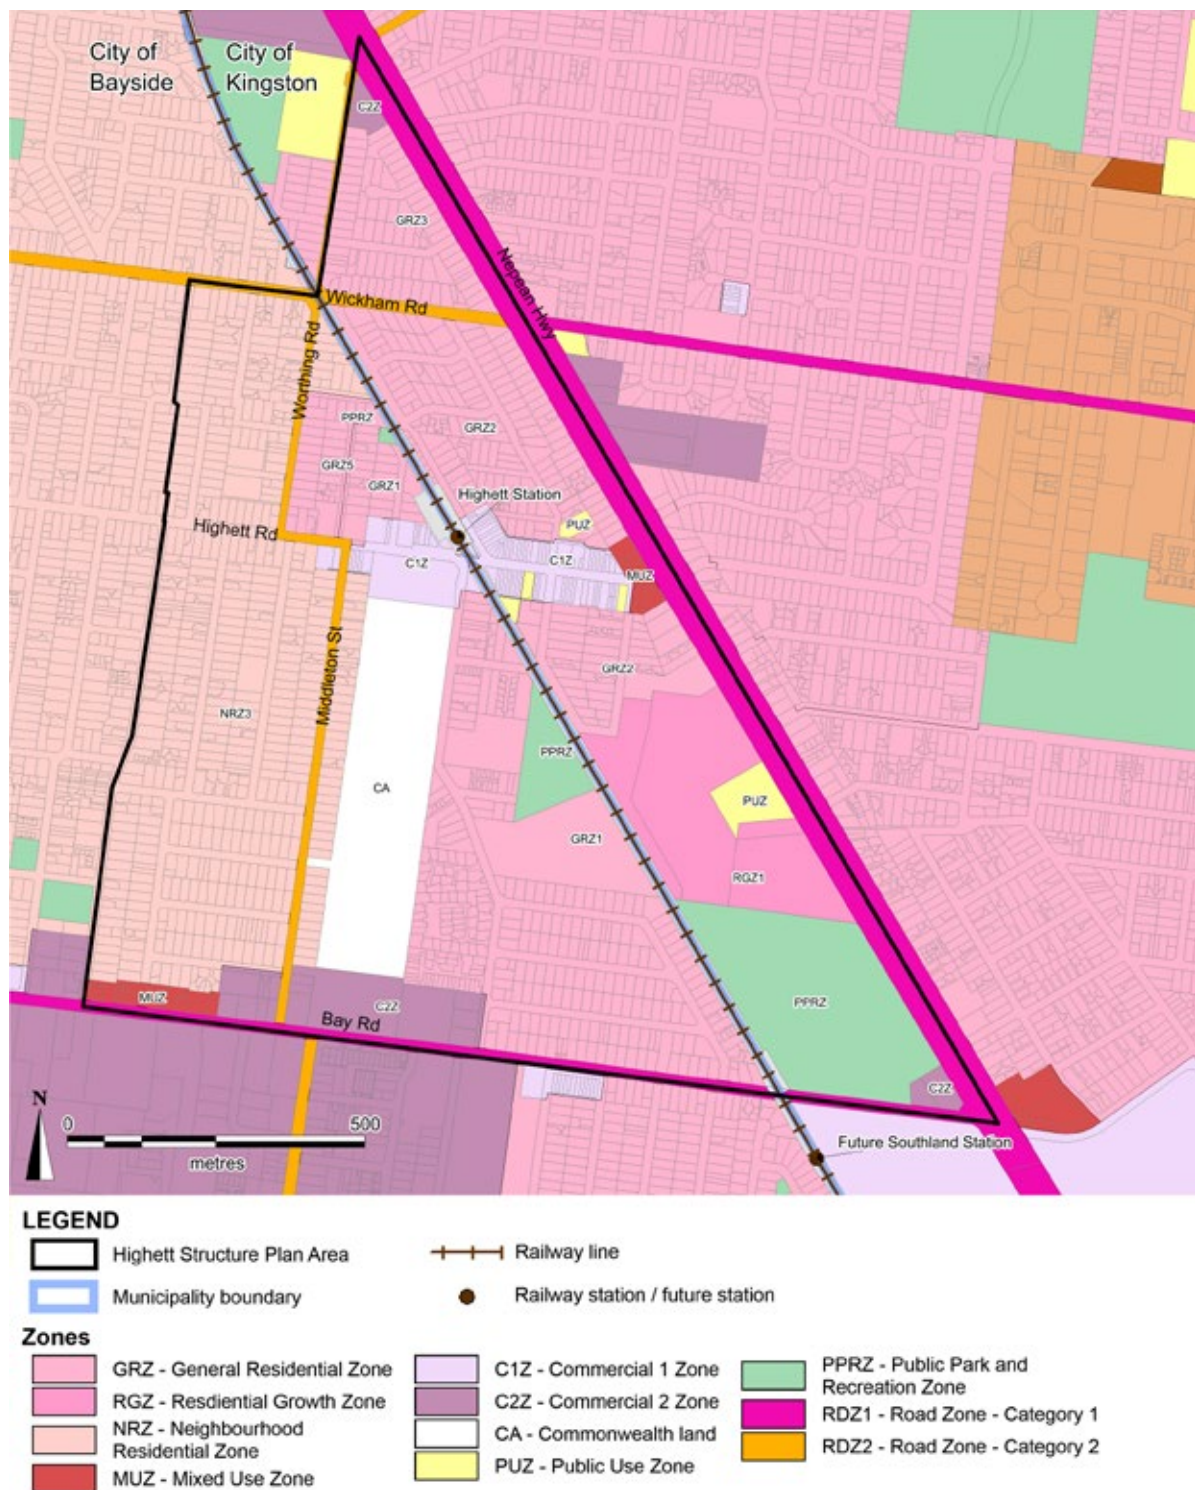 City of
Bayside
City of
Kingston
C2Z
GRZ3
Nepean Hwy
Wickham Rd
Worthing Rd
PPRZ
GRZ2
GRZ5
GRZ1
Highett Station
PUZ
Highett Rd
C1Z
C1Z
MUZ
GRZ2
Middleton St
NRZ3
PPRZ
CA
PUZ
GRZ1
RGZ1
PPRZ
MUZ
C2Z
Bay Rd
C2Z
N
0 500
metres
Future Southland Station
LEGEND
Highett Structure Plan Area
Railway line
Municipality boundary
Railway station / future station
Zones
GRZ - General Residential Zone
RGZ - Resdiential Growth Zone
NRZ - Neighbourhood
Residential Zone
MUZ - Mixed Use Zone
C1Z - Commercial 1 Zone
C2Z - Commercial 2 Zone
CA - Commonwealth land
PUZ - Public Use Zone
PPRZ - Public Park and
Recreation Zone
RDZ1 - Road Zone - Category 1
RDZ2 - Road Zone - Category 2